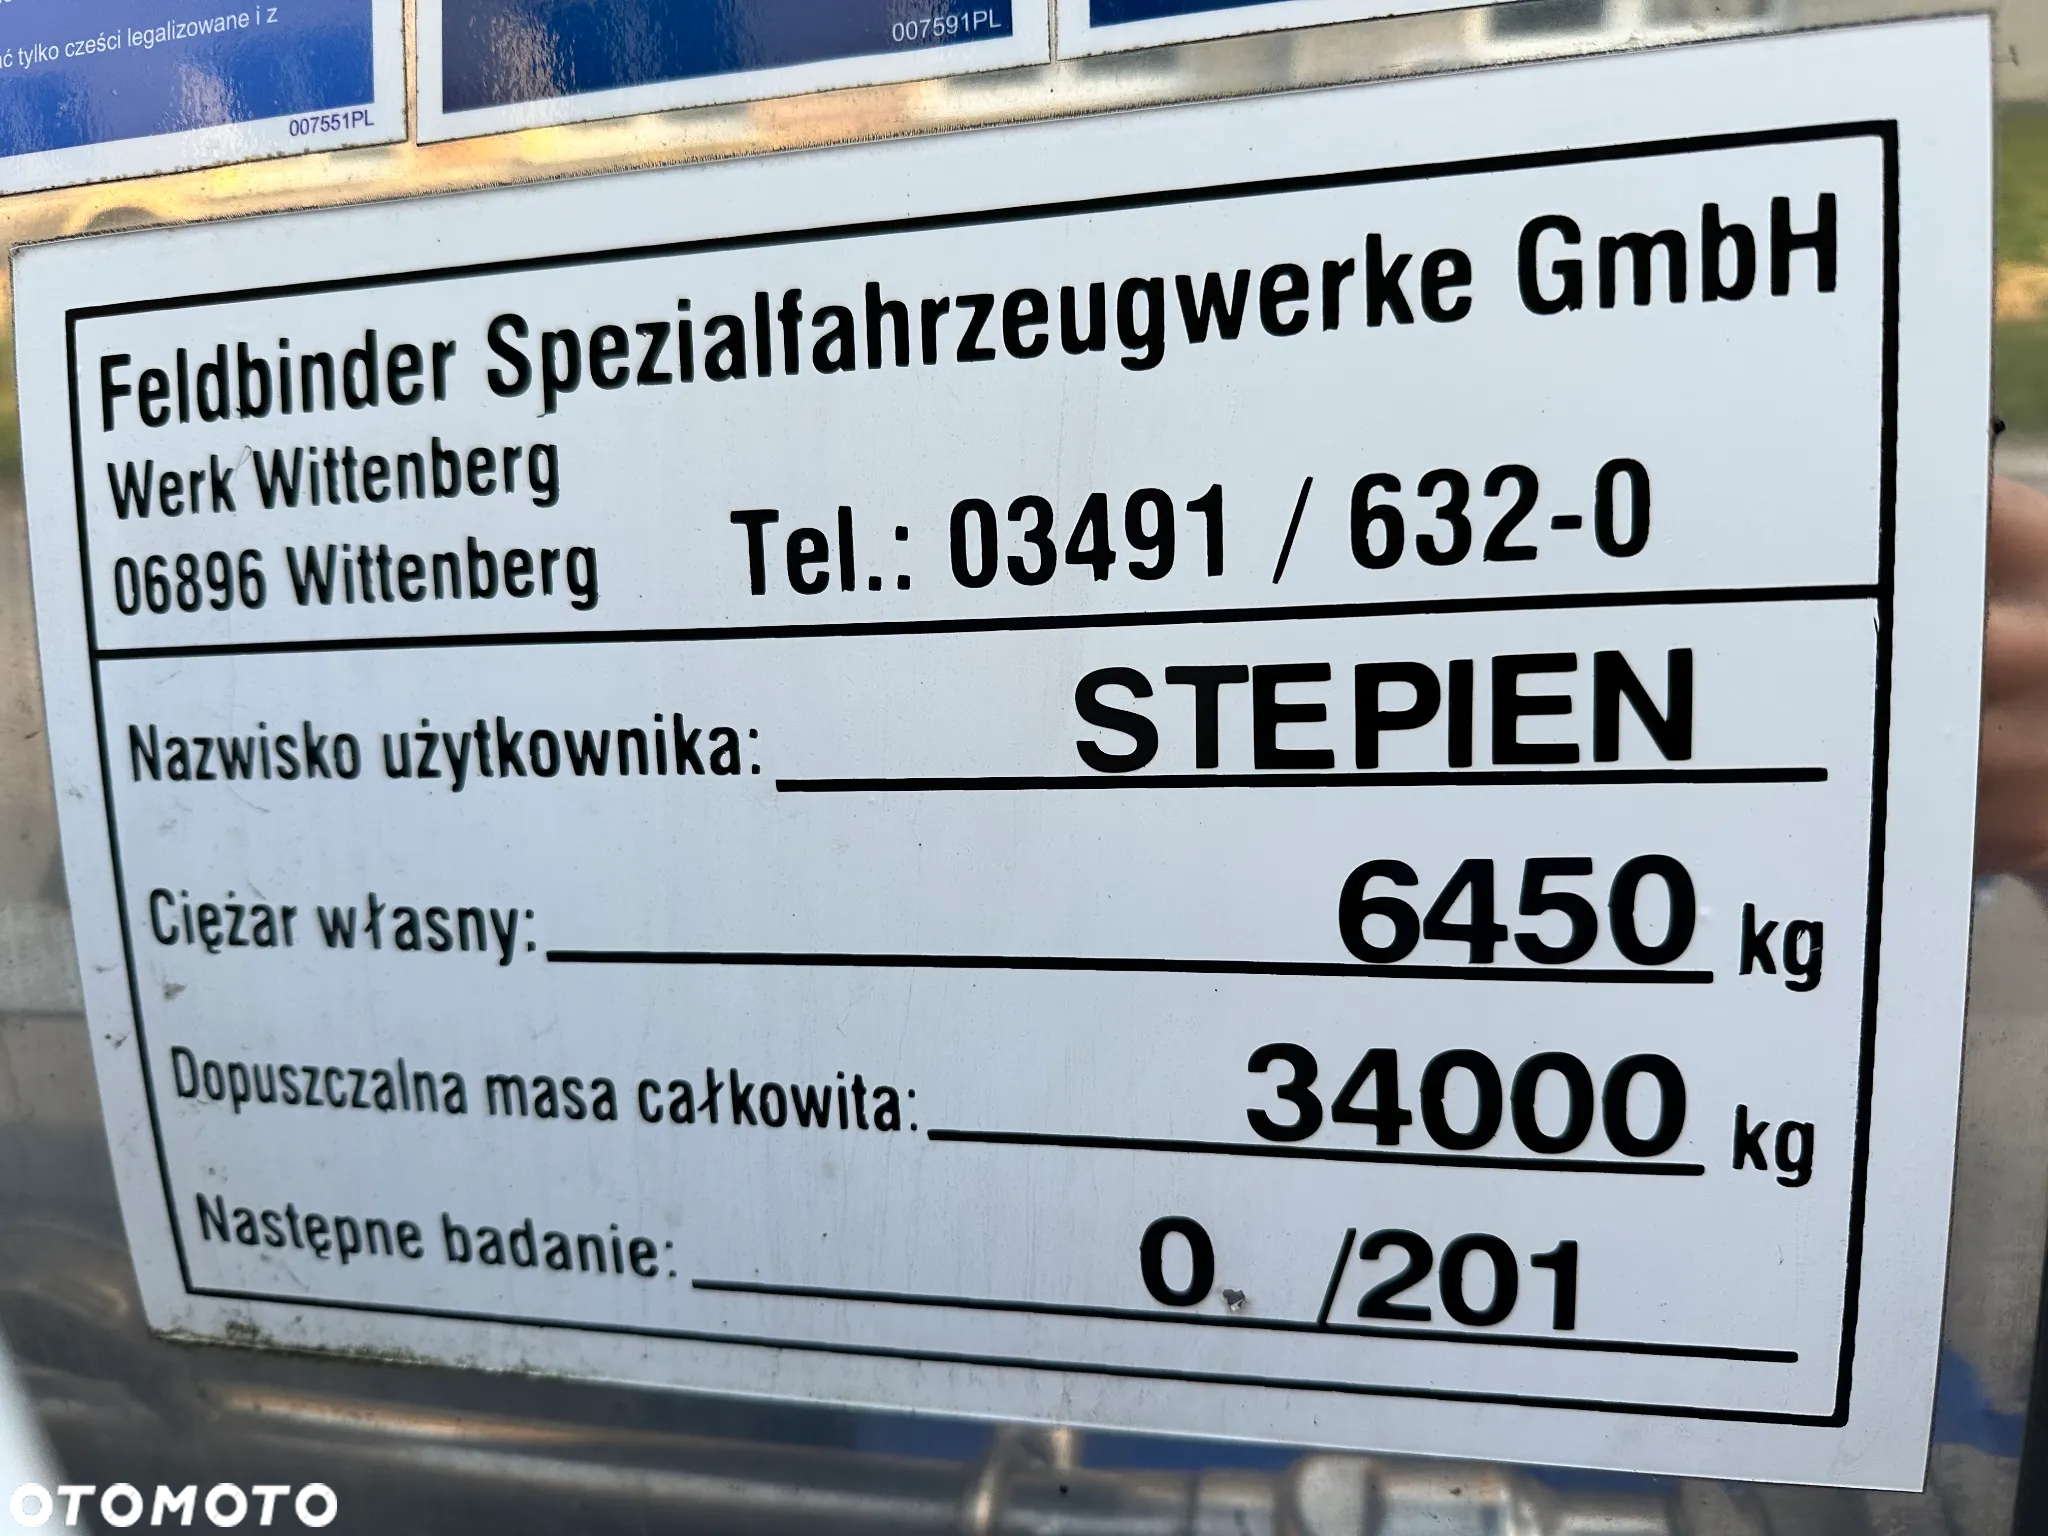 ć tylko cześci legalizowane i z
007551PL
007591PL
Feldbinder Spezialfahrzeugwerke GmbH
Werk Wittenberg
06896 Wittenberg Tel.: 03491 / 632-0
Nazwisko użytkownika: STEPIEN
Ciężar własny: 6450 kg
Dopuszczalna masa całkowita: 34000 kg
Następne badanie: 0 /201
OTOMOTO